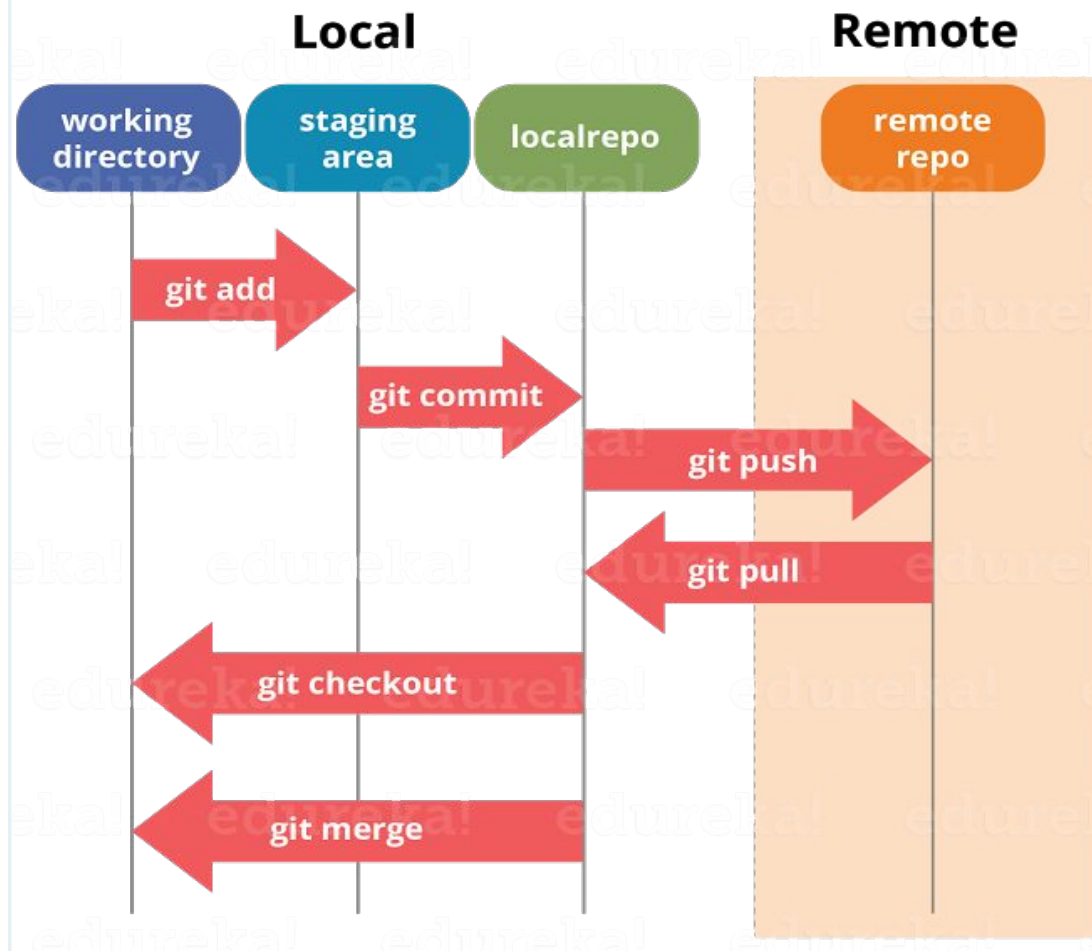 Local
Remote
working
directory
staging
area
localrepo
remote
repo
git add
git commit
git push
git pull
git checkout
git merge
edureka!